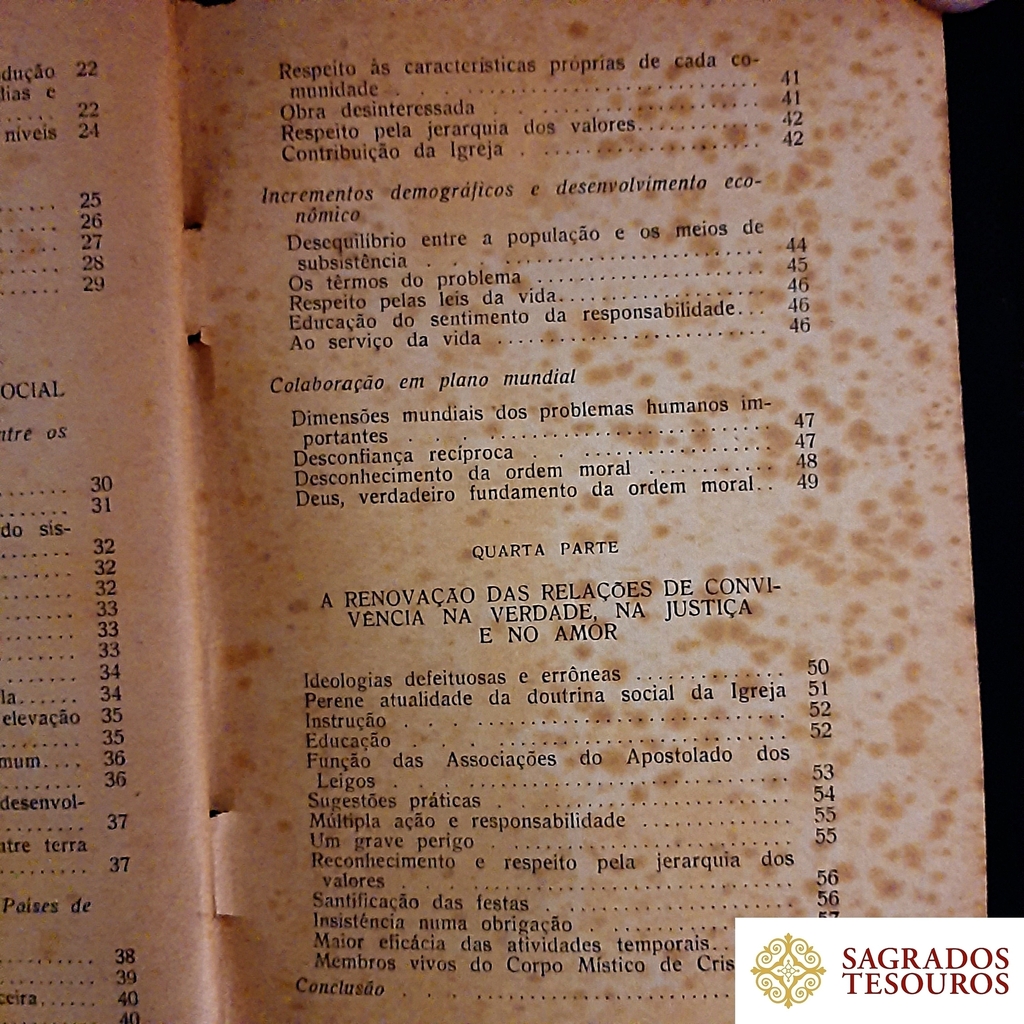 dução 22
lias e
..... 22
níveis 24
...... 25
...... 26
...... 27
...... 28
...... 29
OCIAL
ntre os
....... 30
....... 31
do sis-
....... 32
....... 32
....... 32
....... 33
....... 33
....... 33
....... 34
la...... 34
elevação 35
........ 35
mum.... 36
........ 36
desenvol-
........ 37
ntre terra
........ 37
Países de
........ 38
........ 39
ceira...... 40
........ 40
Respeito às características próprias de cada co-
munidade . . . ........................ 41
Obra desinteressada . ..................... 41
Respeito pela jerarquia dos valores............ 42
Contribuição da Igreja . .................. 42
Incrementos demográficos e desenvolvimento eco-
nômico
Desequilíbrio entre a população e os meios de
subsistência . . . ........................ 44
Os têrmos do problema .................... 45
Respeito pelas leis da vida.................. 46
Educação do sentimento da responsabilidade... 46
Ao serviço da vida ....................... 46
Colaboração em plano mundial
Dimensões mundiais dos problemas humanos im-
portantes . . . ........................ 47
Desconfiança recíproca . . .................. 47
Desconhecimento da ordem moral ........... 48
Deus, verdadeiro fundamento da ordem moral.. 49
QUARTA PARTE
A RENOVAÇÃO DAS RELAÇÕES DE CONVI-
VÊNCIA NA VERDADE, NA JUSTIÇA
E NO AMOR
Ideologias defeituosas e errôneas ............. 50
Perene atualidade da doutrina social da Igreja 51
Instrução . . . ........................... 52
Educação . . . ........................... 52
Função das Associações do Apostolado dos
Leigos . . . ........................... 53
Sugestões práticas . . ...................... 54
Múltipla ação e responsabilidade ............. 55
Um grave perigo . ........................ 55
Reconhecimento e respeito pela jerarquia dos
valores . . . ........................... 56
Santificação das festas . .................... 56
Insistência numa obrigação . ................ 57
Maior eficácia das atividades temporais..
Membros vivos do Corpo Místico de Cris
Conclusão . . . ...........................
SAGRADOS
TESOUROS